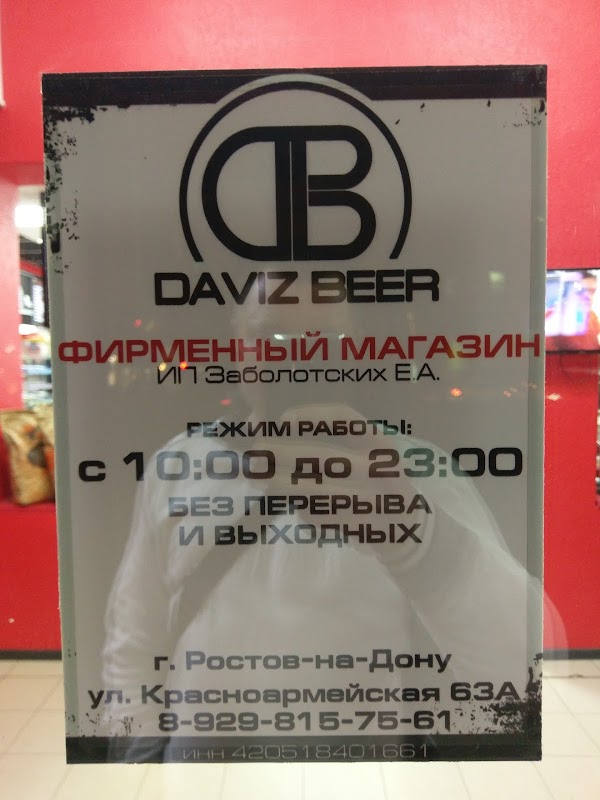 DB
DAVIZ BEER
ФИРМЕННЫЙ МАГАЗИН
ИП Заболотских Е.А.
РЕЖИМ РАБОТЫ:
с 10:00 до 23:00
БЕЗ ПЕРЕРЫВА
И ВЫХОДНЫХ
г. Ростов-на-Дону
ул. Красноармейская 63А
8-929-815-75-61
ИНН 420518401661